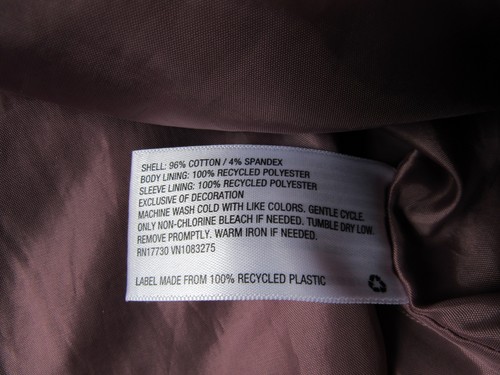 SHELL: 96% COTTON / 4% SPANDEX
BODY LINING: 100% RECYCLED POLYESTER
SLEEVE LINING: 100% RECYCLED POLYESTER
EXCLUSIVE OF DECORATION
MACHINE WASH COLD WITH LIKE COLORS. GENTLE CYCLE.
ONLY NON-CHLORINE BLEACH IF NEEDED. TUMBLE DRY LOW.
REMOVE PROMPTLY. WARM IRON IF NEEDED.
RN17730 VN1083275
LABEL MADE FROM 100% RECYCLED PLASTIC